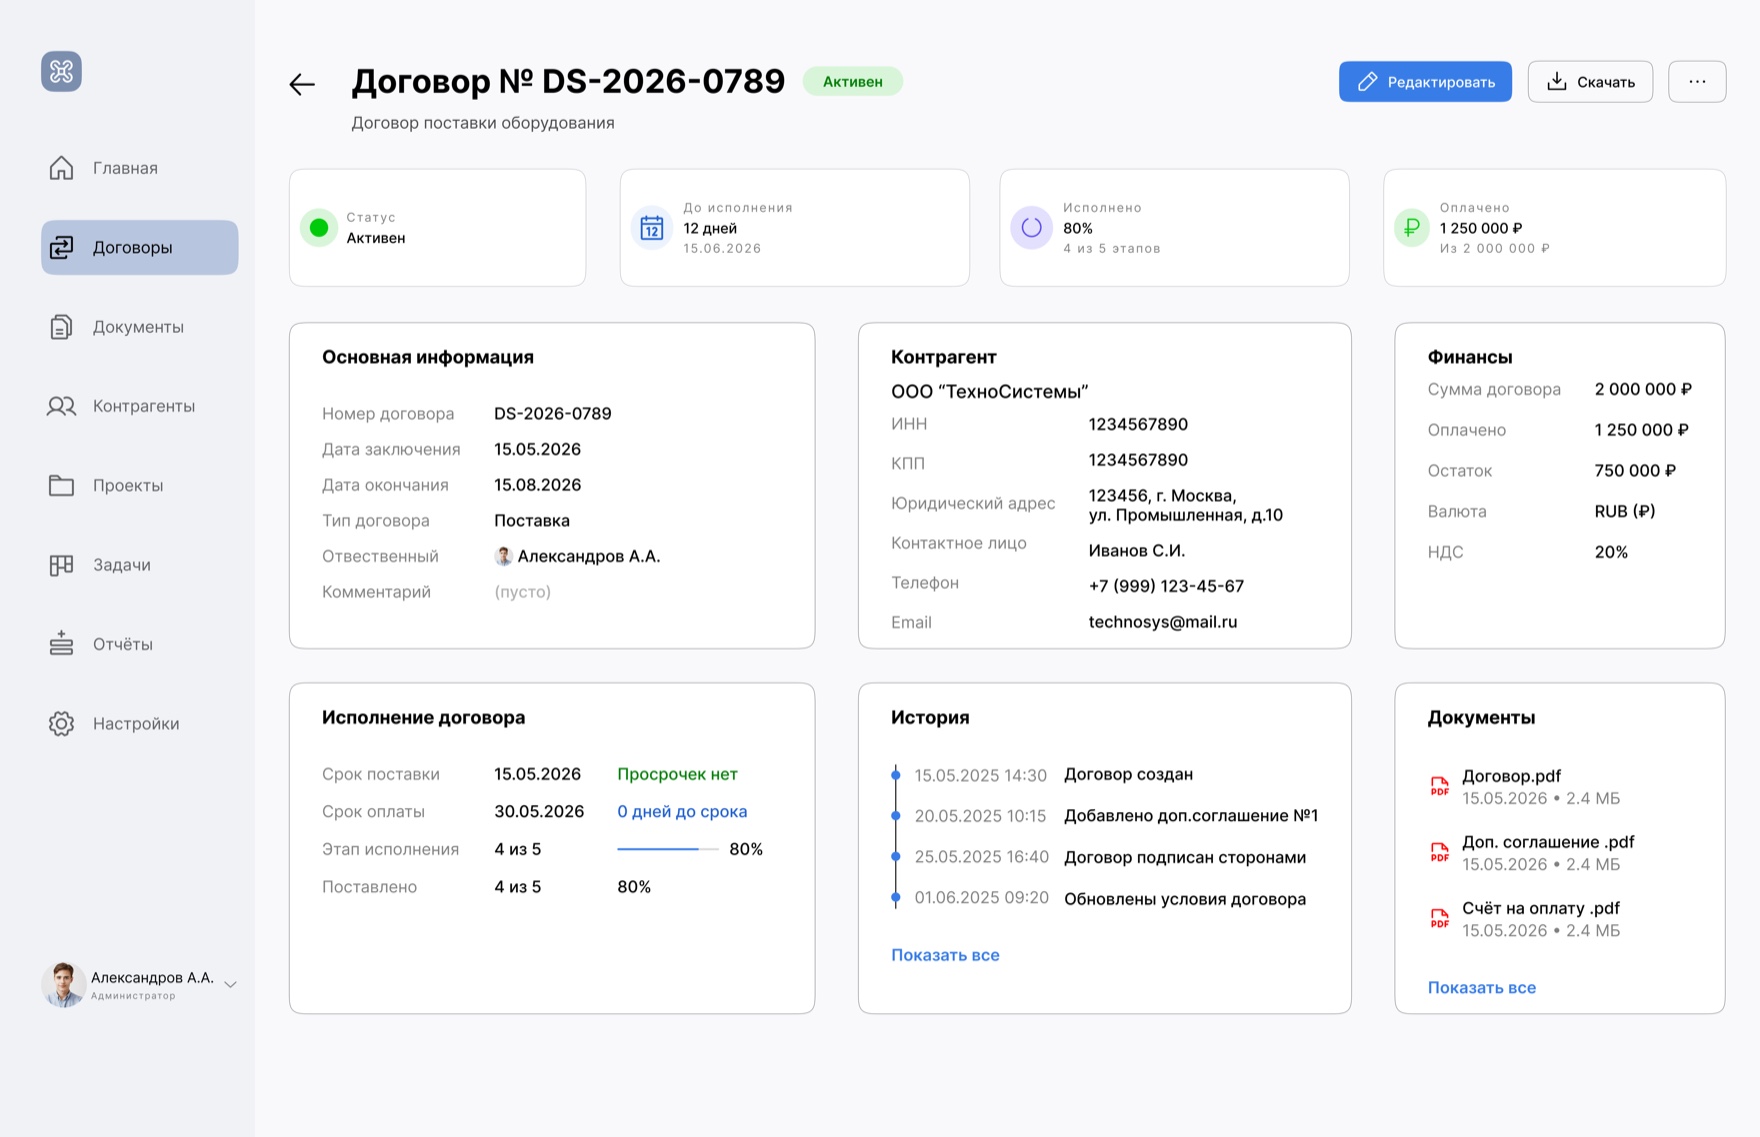 Договор № DS-2026-0789
Активен
Договор поставки оборудования
Редактировать
Скачать
...
Главная
Договоры
Документы
Контрагенты
Проекты
Задачи
Отчёты
Настройки
Александров А.А.
Администратор
Статус
Активен
12
До исполнения
12 дней
15.06.2026
Исполнено
80%
4 из 5 этапов
₽
Оплачено
1 250 000 ₽
Из 2 000 000 ₽
Основная информация
Номер договора DS-2026-0789
Дата заключения 15.05.2026
Дата окончания 15.08.2026
Тип договора Поставка
Отвественный Александров А.А.
Комментарий (пусто)
Контрагент
ООО “ТехноСистемы”
ИНН 1234567890
КПП 1234567890
Юридический адрес 123456, г. Москва,
ул. Промышленная, д.10
Контактное лицо Иванов С.И.
Телефон +7 (999) 123-45-67
Email technosys@mail.ru
Финансы
Сумма договора 2 000 000 ₽
Оплачено 1 250 000 ₽
Остаток 750 000 ₽
Валюта RUB (₽)
НДС 20%
Исполнение договора
Срок поставки 15.05.2026 Просрочек нет
Срок оплаты 30.05.2026 0 дней до срока
Этап исполнения 4 из 5 80%
Поставлено 4 из 5 80%
История
15.05.2025 14:30 Договор создан
20.05.2025 10:15 Добавлено доп.соглашение №1
25.05.2025 16:40 Договор подписан сторонами
01.06.2025 09:20 Обновлены условия договора
Показать все
Документы
PDF
Договор.pdf
15.05.2026 • 2.4 МБ
PDF
Доп. соглашение .pdf
15.05.2026 • 2.4 МБ
PDF
Счёт на оплату .pdf
15.05.2026 • 2.4 МБ
Показать все